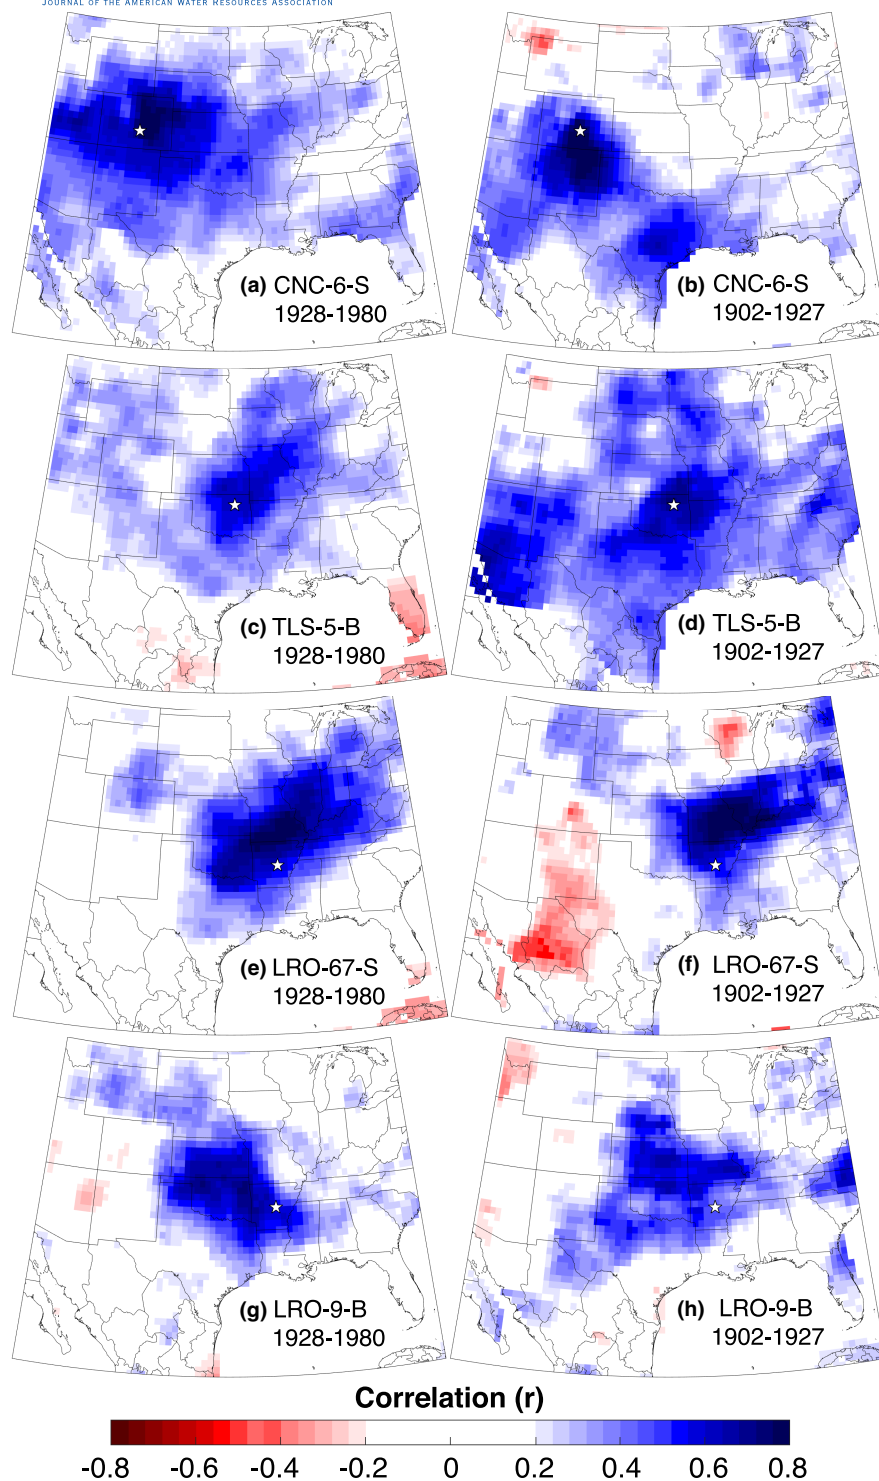 JOURNAL OF THE AMERICAN WATER RESOURCES ASSOCIATION
(a) CNC-6-S
1928-1980
(b) CNC-6-S
1902-1927
(c) TLS-5-B
1928-1980
(d) TLS-5-B
1902-1927
(e) LRO-67-S
1928-1980
(f) LRO-67-S
1902-1927
(g) LRO-9-B
1928-1980
(h) LRO-9-B
1902-1927
Correlation (r)
-0.8 -0.6 -0.4 -0.2 0 0.2 0.4 0.6 0.8